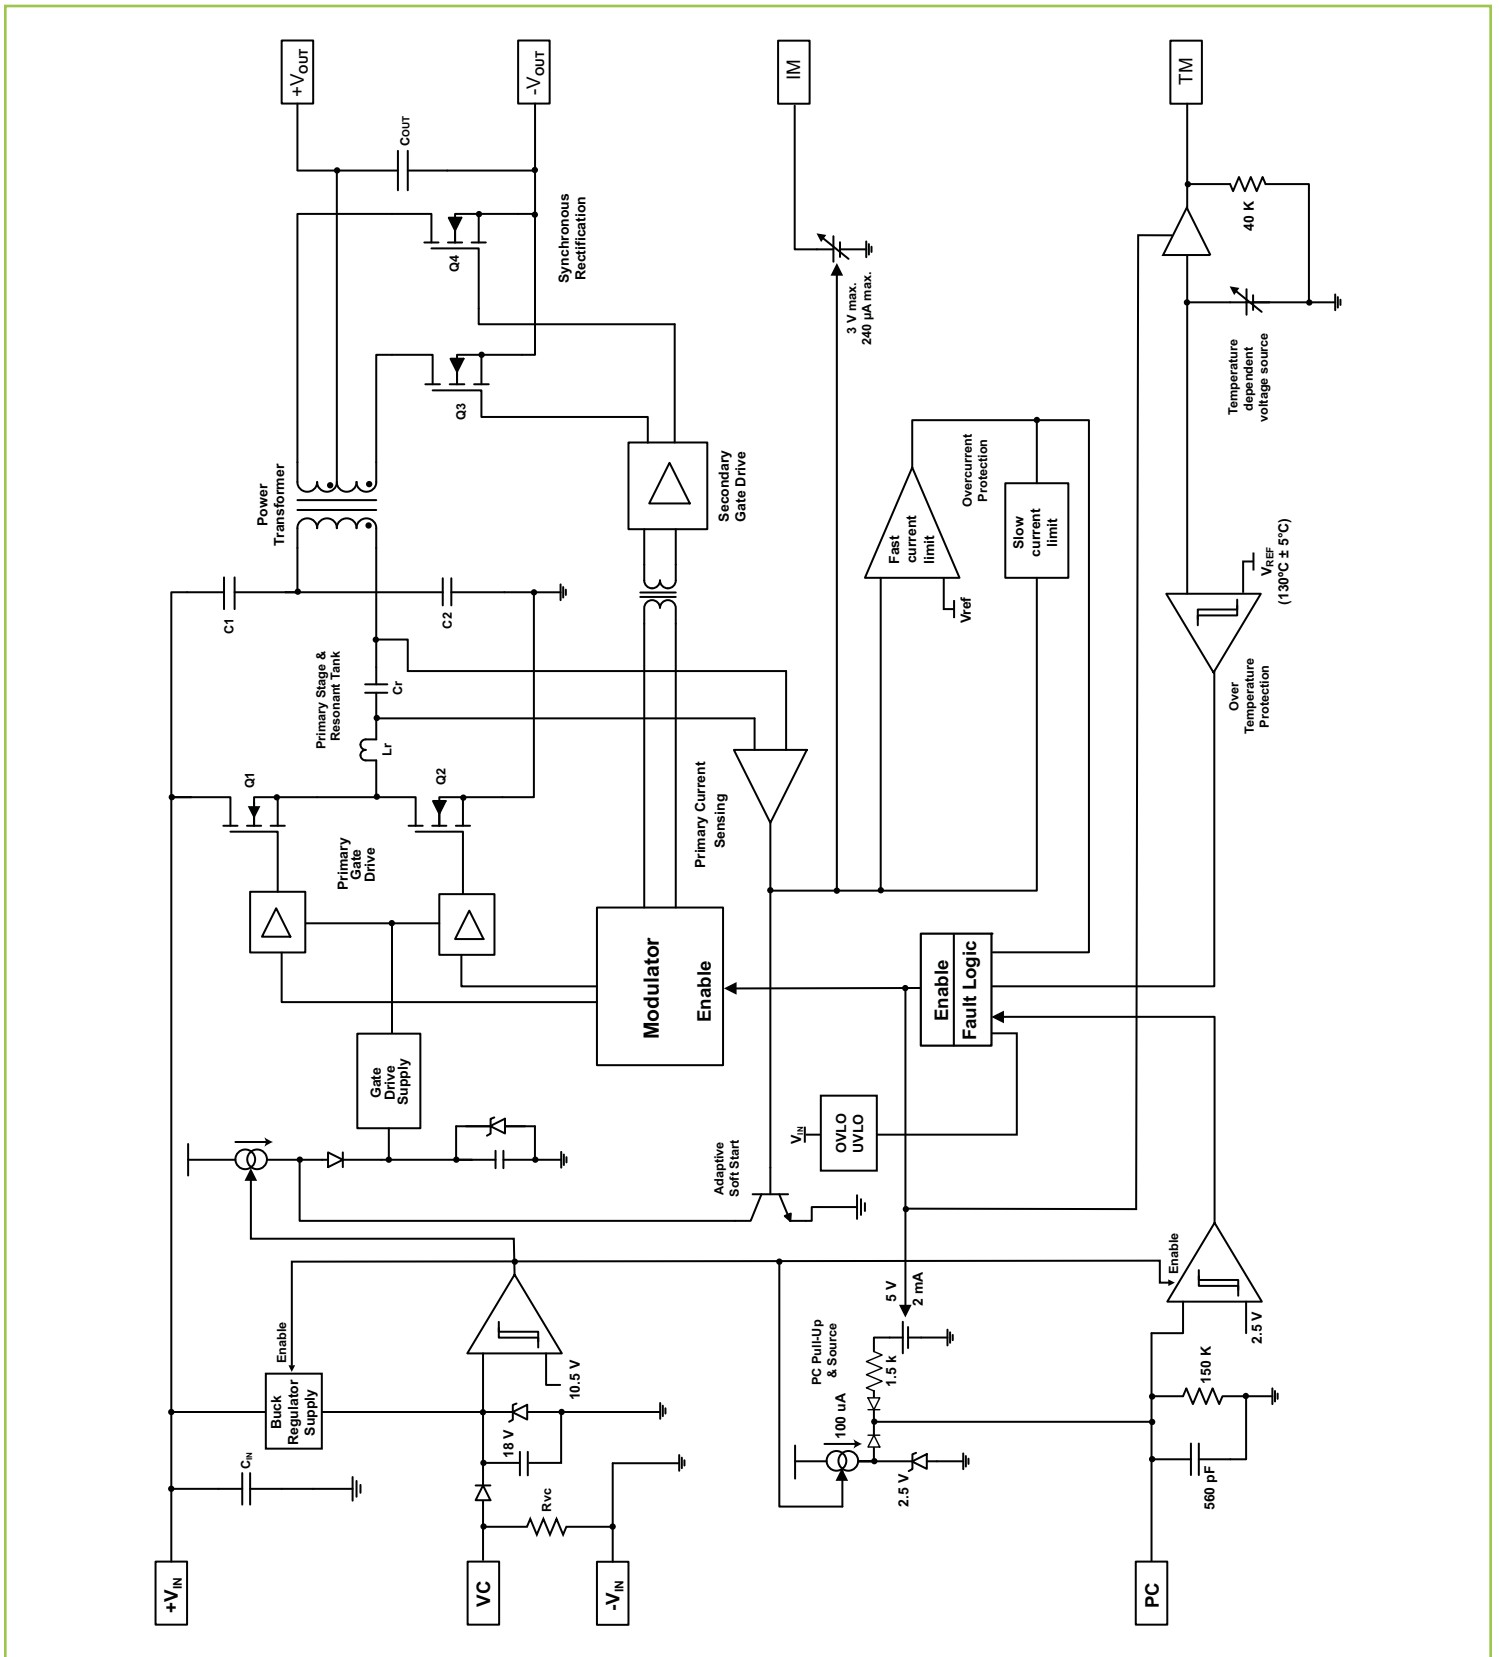 +VOUT
-VOUT
IM
TM
COUT
Synchronous
Rectification
Q4
Q3
3 V max.
240 µA max.
40 K
Temperature
dependent
voltage source
Power
Transformer
Secondary
Gate Drive
Overcurrent
Protection
Fast
current
limit
Slow
current
limit
Vref
VREF
(130°C ± 5°C)
Over
Temperature
Protection
C1
C2
Primary Stage &
Resonant Tank
Cr
Lr
Q1
Q2
Primary
Gate
Drive
Primary Current
Sensing
Modulator
Enable
Enable
Fault Logic
Gate
Drive
Supply
VIN
OVLO
UVLO
Adaptive
Soft Start
Enable
Enable
Buck
Regulator
Supply
10.5 V
18 V
CIN
Rvc
5 V
2 mA
PC Pull-Up
& Source
1.5 k
100 uA
2.5 V
2.5 V
150 K
560 pF
+VIN
VC
-VIN
PC